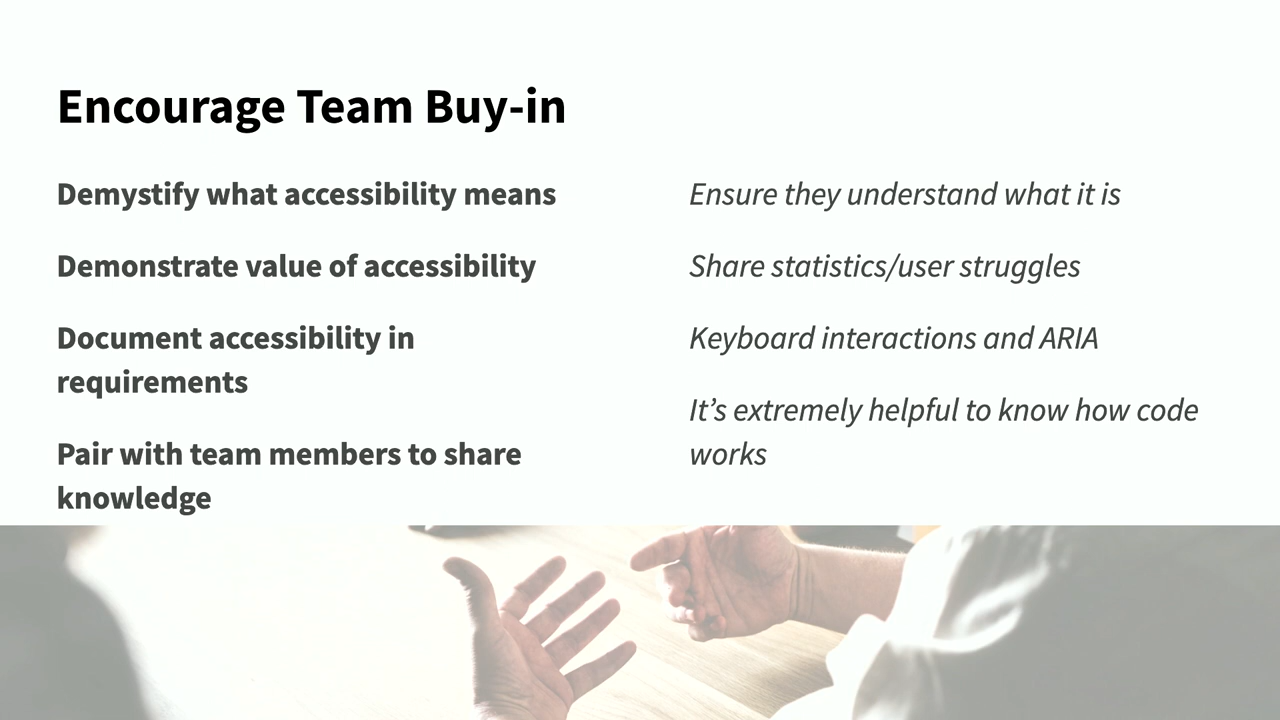 Encourage Team Buy-in
Demystify what accessibility means
Demonstrate value of accessibility
Document accessibility in
requirements
Pair with team members to share
knowledge
Ensure they understand what it is
Share statistics/user struggles
Keyboard interactions and ARIA
It’s extremely helpful to know how code
works